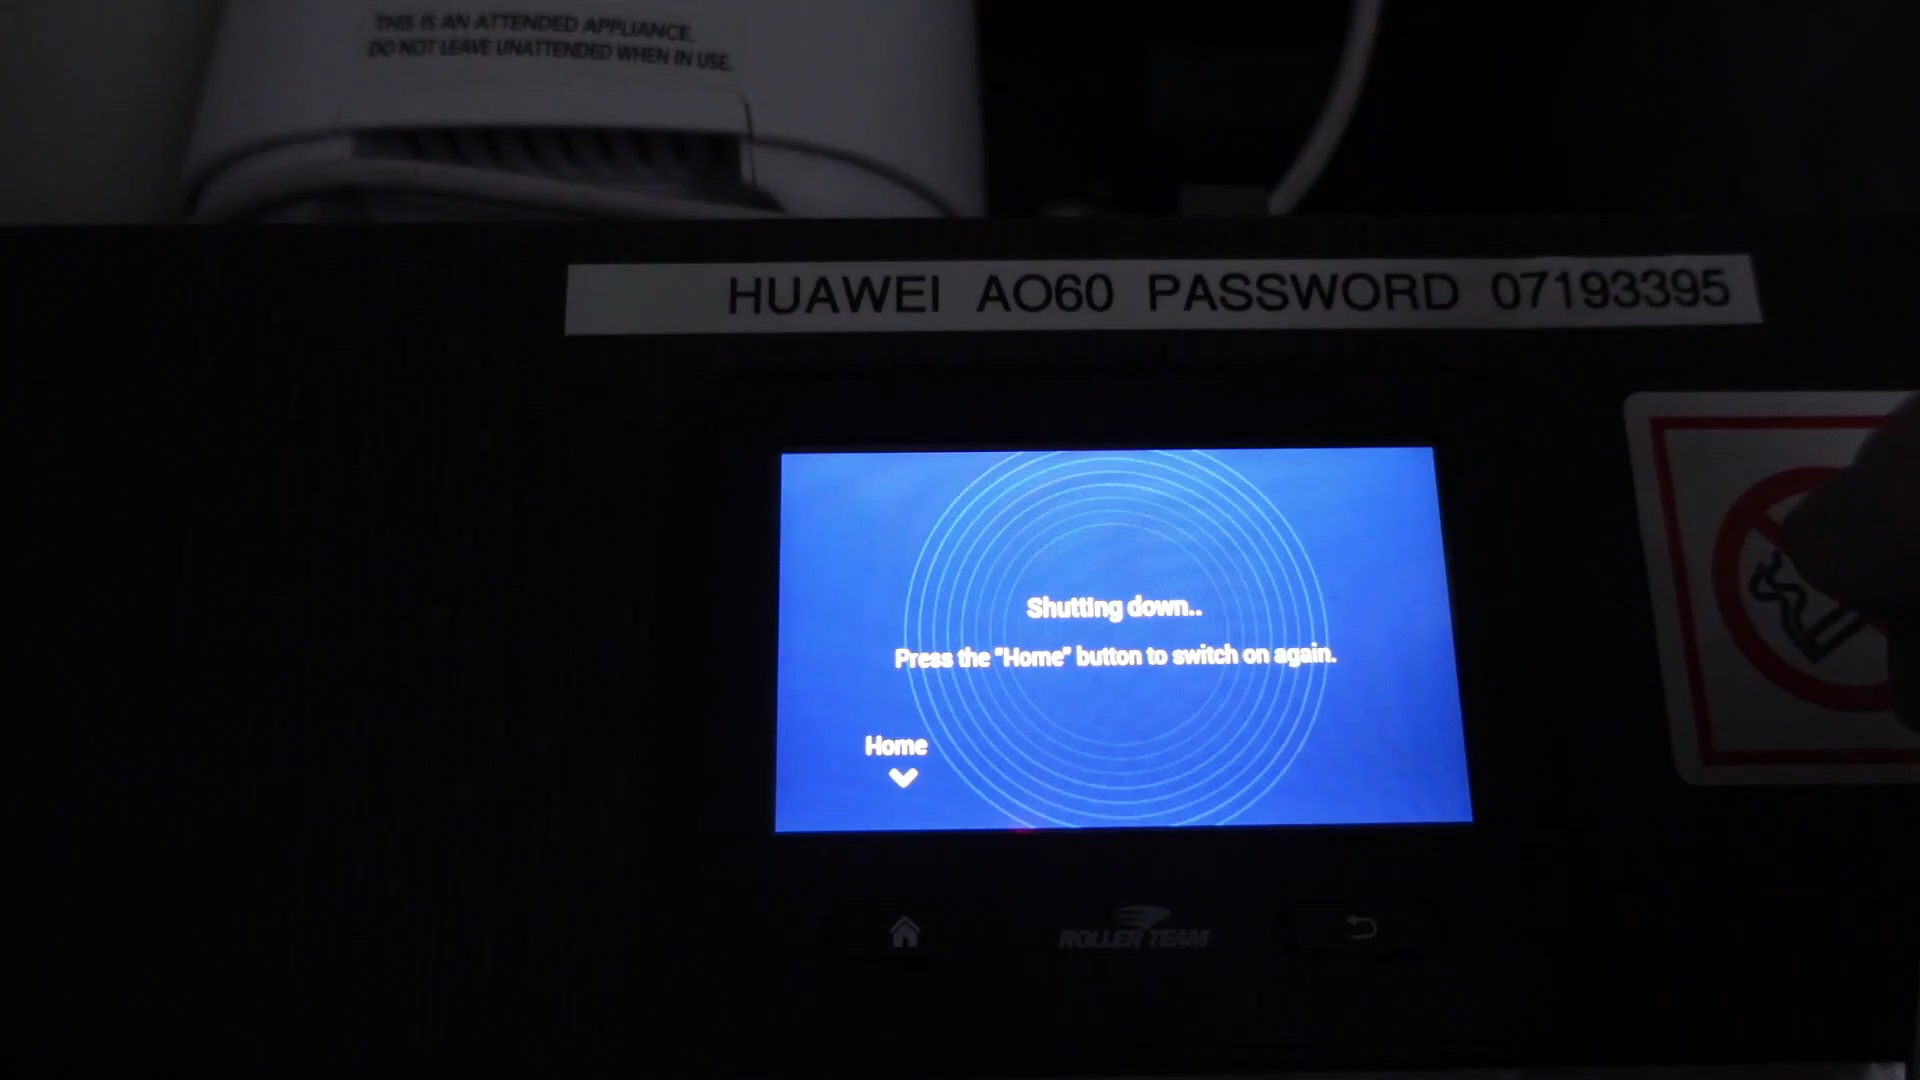 THIS IS AN ATTENDED APPLIANCE.
DO NOT LEAVE UNATTENDED WHEN IN USE.
HUAWEI AO60 PASSWORD 07193395
Shutting down..
Press the "Home" button to switch on again.
Home
ROLLER TEAM